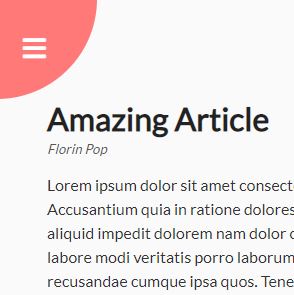 Amazing Article
Florin Pop
Lorem ipsum dolor sit amet consect
Accusantium quia in ratione dolores
aliquid impedit dolorem nam dolor
labore modi veritatis porro laborum
recusandae cumque ipsa quos. Tene